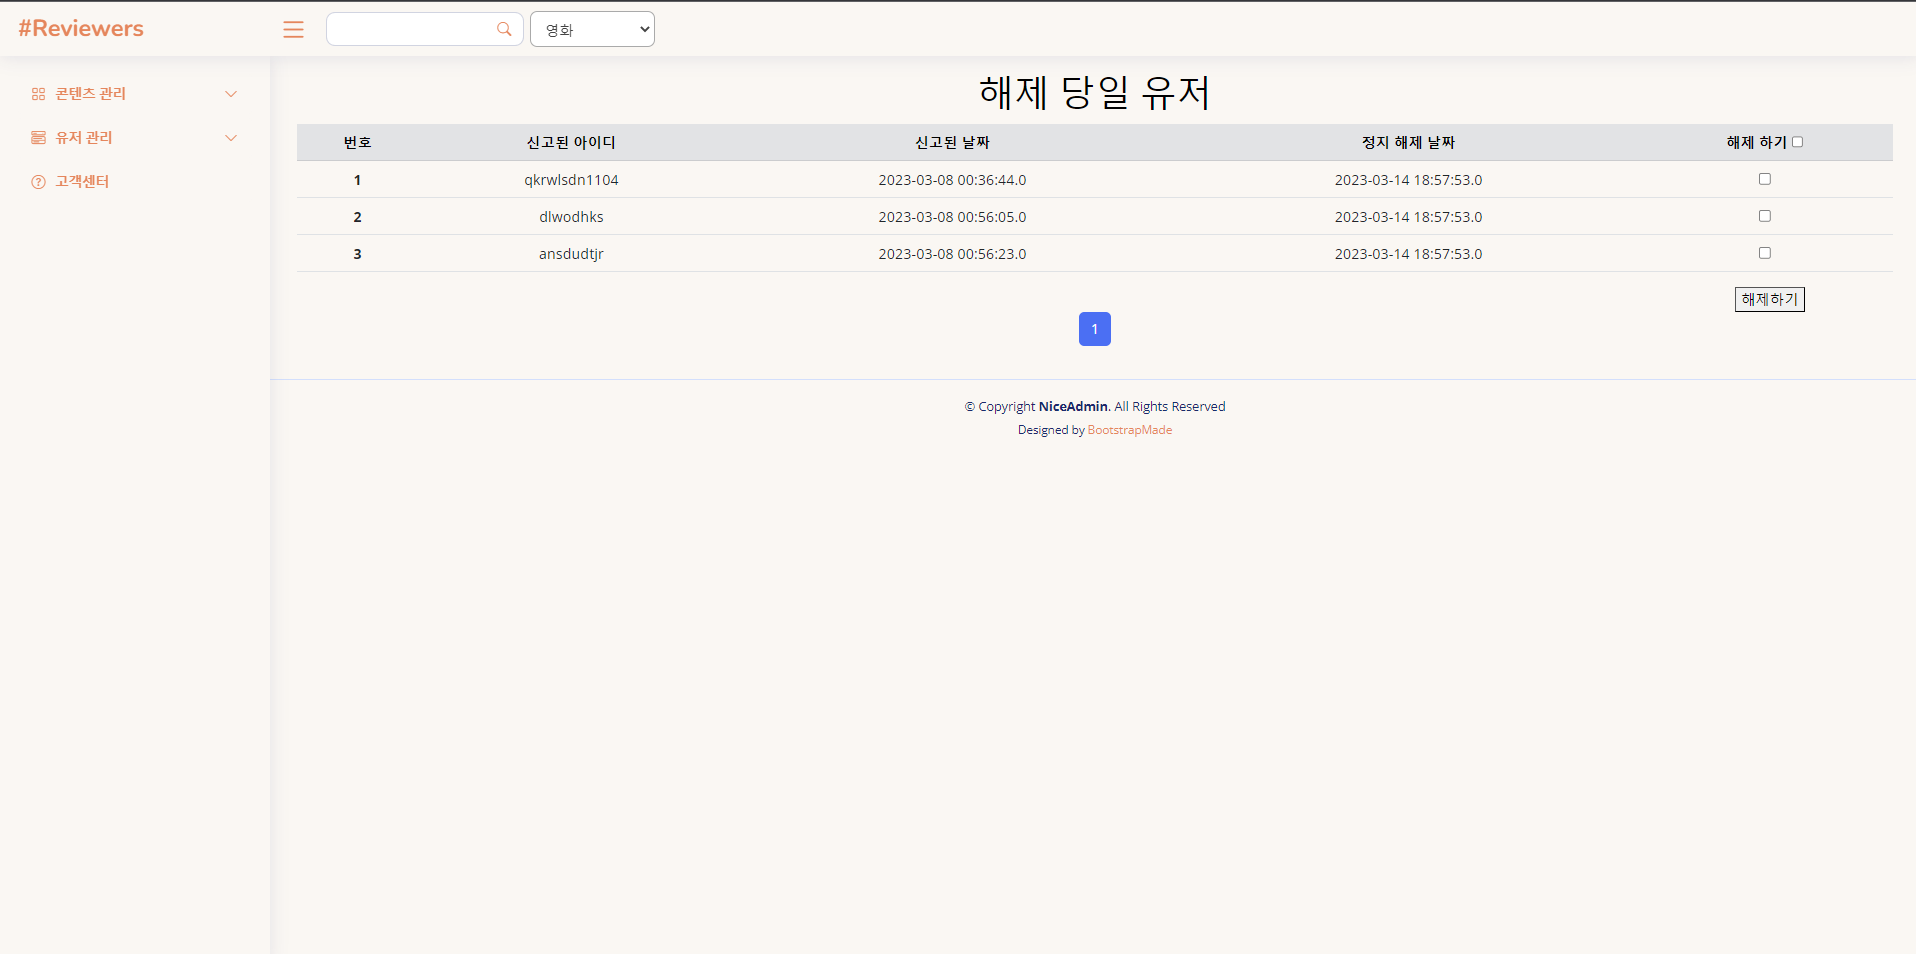 #Reviewers
영화
콘텐츠 관리
유저 관리
고객센터
해제 당일 유저
번호 신고된 아이디 신고된 날짜 정지 해제 날짜 해제 하기
1 qkrwlsdn1104 2023-03-08 00:36:44.0 2023-03-14 18:57:53.0
2 dlwodhks 2023-03-08 00:56:05.0 2023-03-14 18:57:53.0
3 ansdudtjr 2023-03-08 00:56:23.0 2023-03-14 18:57:53.0
해제하기
1
© Copyright NiceAdmin. All Rights Reserved
Designed by BootstrapMade